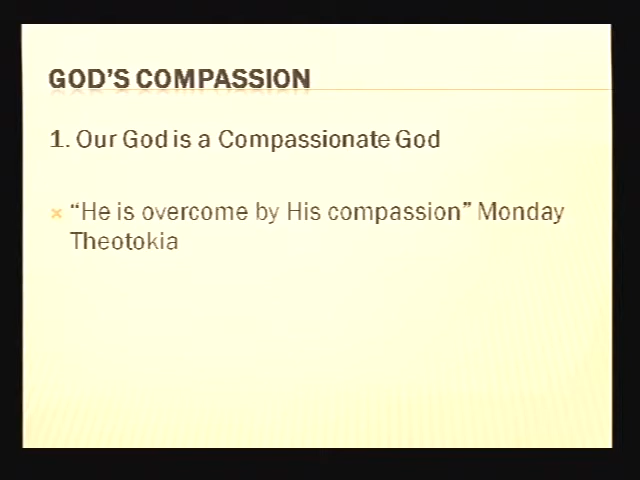 GOD'S COMPASSION
1. Our God is a Compassionate God
“He is overcome by His compassion” Monday
Theotokia